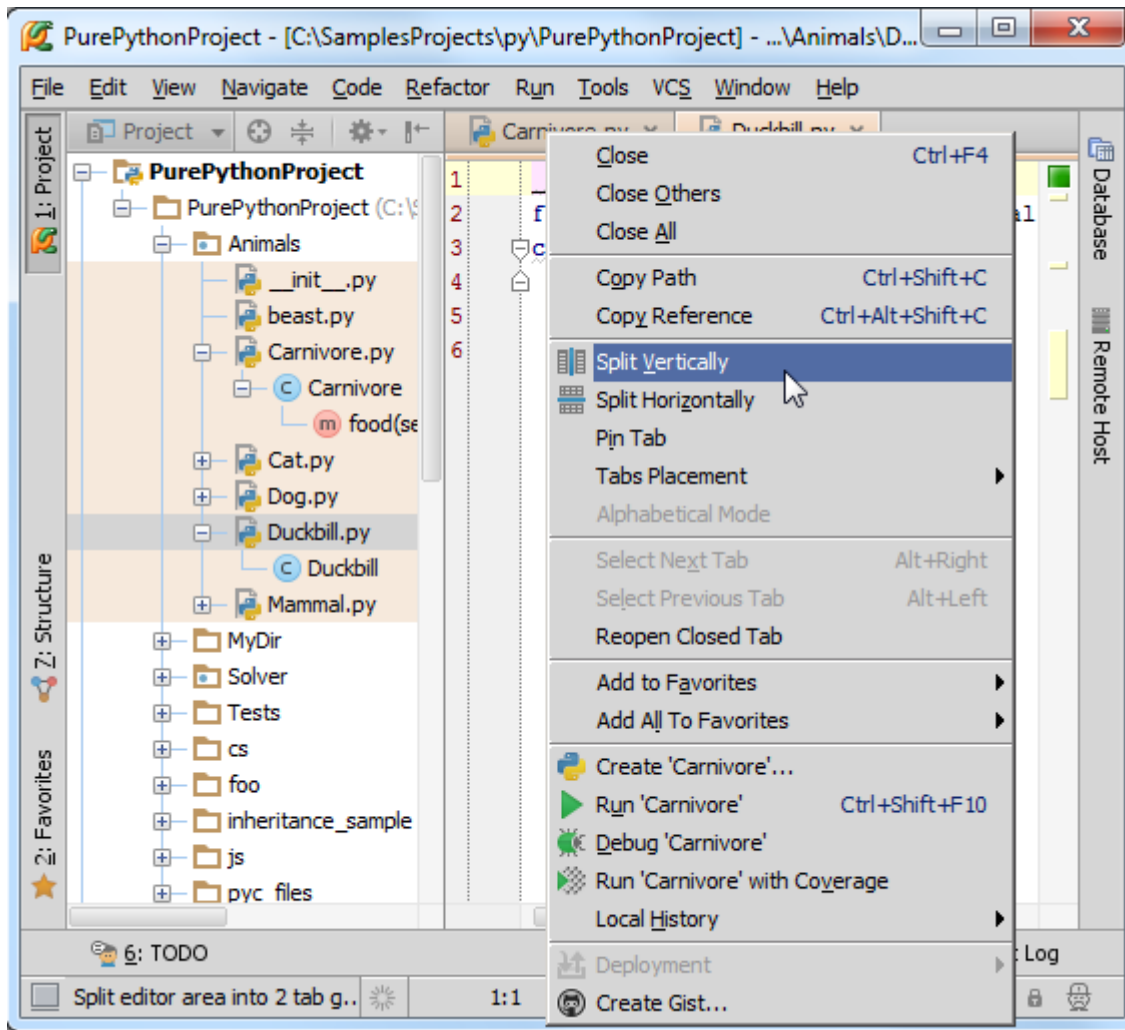 PurePythonProject - [C:\SamplesProjects\py\PurePythonProject] - ...\Animals\D...
File Edit View Navigate Code Refactor Run Tools VCS Window Help
1: Project
Project
Carnivore.py
Duckbill.py
PurePythonProject
PurePythonProject (C:\S
Animals
__init__.py
beast.py
Carnivore.py
Carnivore
food(se
Cat.py
Dog.py
Duckbill.py
Duckbill
Mammal.py
MyDir
Solver
Tests
cs
foo
inheritance_sample
js
pyc_files
7: Structure
2: Favorites
1
2 f al
3 c
4
5
6
Close Ctrl+F4
Close Others
Close All
Copy Path Ctrl+Shift+C
Copy Reference Ctrl+Alt+Shift+C
Split Vertically
Split Horizontally
Pin Tab
Tabs Placement
Alphabetical Mode
Select Next Tab Alt+Right
Select Previous Tab Alt+Left
Reopen Closed Tab
Add to Favorites
Add All To Favorites
Create 'Carnivore'...
Run 'Carnivore' Ctrl+Shift+F10
Debug 'Carnivore'
Run 'Carnivore' with Coverage
Local History
Deployment
Create Gist...
Database
Remote Host
6: TODO
: Log
Split editor area into 2 tab g.. 1:1